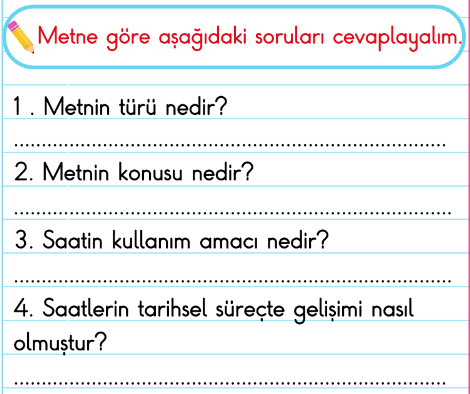 Metne göre aşağıdaki soruları cevaplayalım.
1 . Metnin türü nedir?
..............................................................................
2. Metnin konusu nedir?
...............................................................................
3. Saatin kullanım amacı nedir?
...............................................................................
4. Saatlerin tarihsel süreçte gelişimi nasıl
olmuştur?
..............................................................................